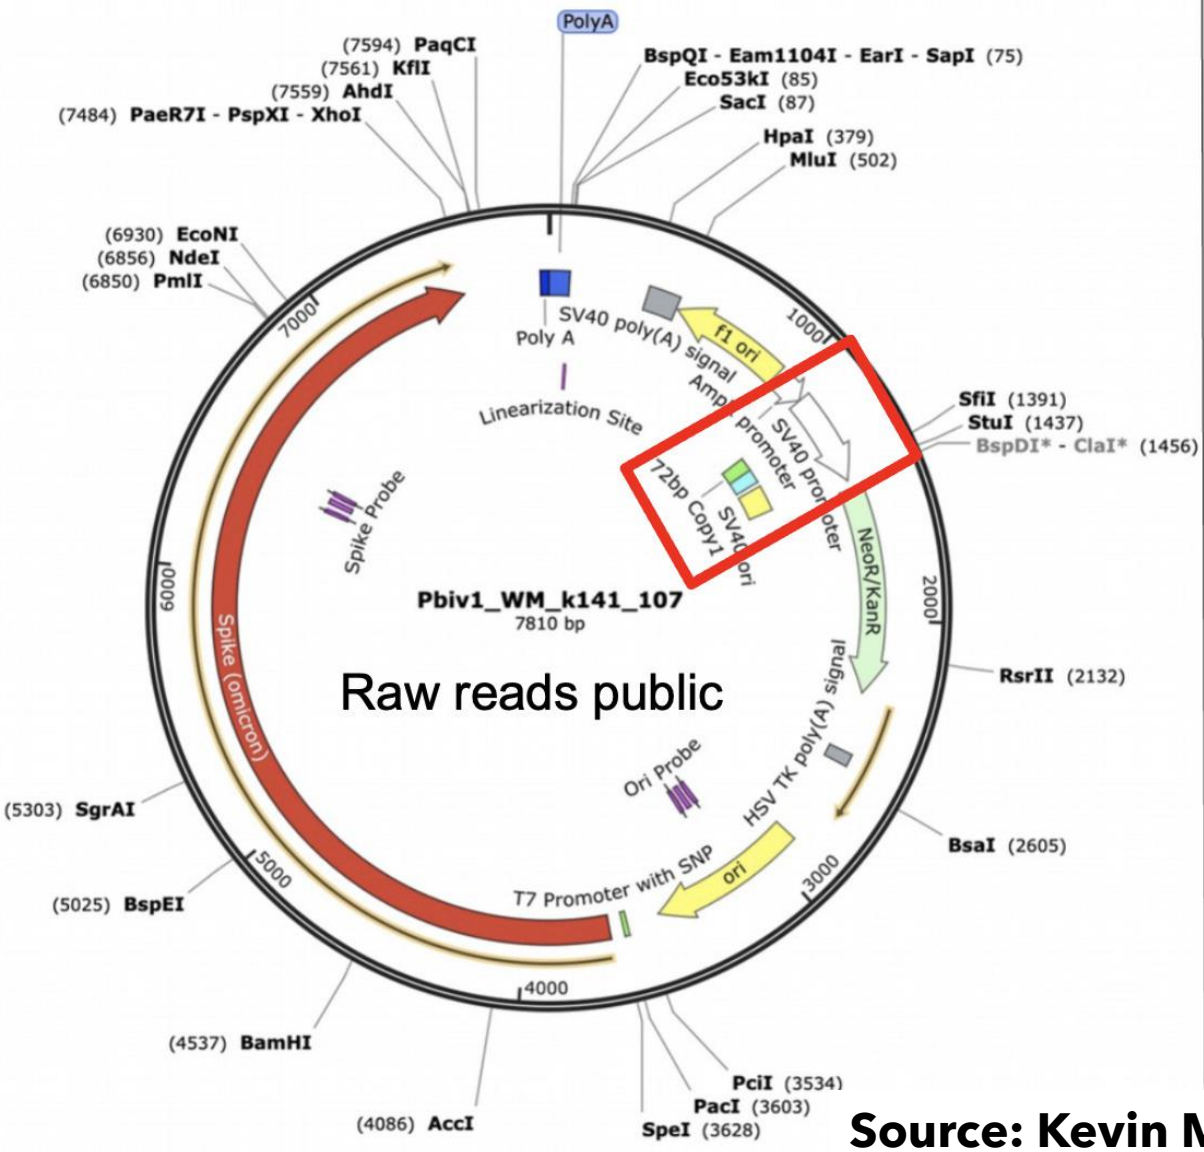 PolyA
(7594) PaqCI
(7561) KflI
(7559) AhdI
(7484) PaeR7I - PspXI - XhoI
BspQI - Eam1104I - EarI - SapI (75)
Eco53kI (85)
SacI (87)
HpaI (379)
MluI (502)
(6930) EcoNI
(6856) NdeI
(6850) PmlI
7000
1000
Poly A
SV40 poly(A) signal
f1 ori
Linearization Site
AmpR promoter
SV40 promoter
72bp Copy1
SV40 ori
SfiI (1391)
StuI (1437)
BspDI* - ClaI* (1456)
Spike Probe
NeoR/KanR
6000
2000
Pbiv1_WM_k141_107
7810 bp
Raw reads public
Spike (omicron)
RsrII (2132)
HSV TK poly(A) signal
Ori Probe
(5303) SgrAI
BsaI (2605)
5000
3000
T7 Promoter with SNP
ori
(5025) BspEI
4000
(4537) BamHI
(4086) AccI
PciI (3534)
PacI (3603)
SpeI (3628)
Source: Kevin M